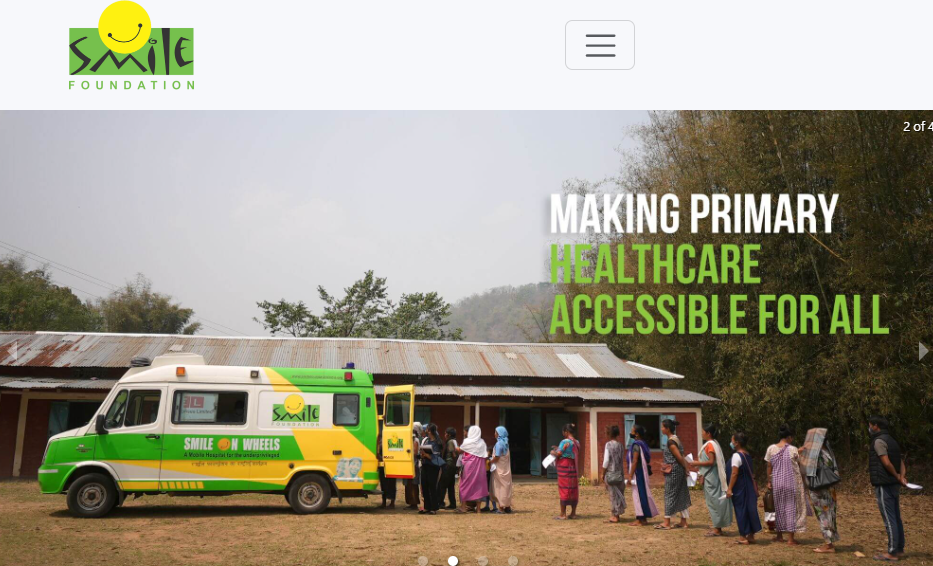 SMILE
FOUNDATION
2 of 4
MAKING PRIMARY
HEALTHCARE
ACCESSIBLE FOR ALL
SMILE
FOUNDATION
SMILE ON WHEELS
A Mobile Hospital for the Underprivileged
SMILE